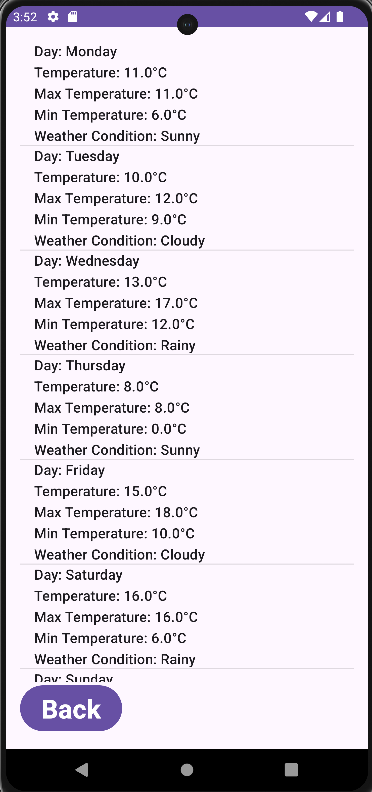 3:52
Day: Monday
Temperature: 11.0°C
Max Temperature: 11.0°C
Min Temperature: 6.0°C
Weather Condition: Sunny
Day: Tuesday
Temperature: 10.0°C
Max Temperature: 12.0°C
Min Temperature: 9.0°C
Weather Condition: Cloudy
Day: Wednesday
Temperature: 13.0°C
Max Temperature: 17.0°C
Min Temperature: 12.0°C
Weather Condition: Rainy
Day: Thursday
Temperature: 8.0°C
Max Temperature: 8.0°C
Min Temperature: 0.0°C
Weather Condition: Sunny
Day: Friday
Temperature: 15.0°C
Max Temperature: 18.0°C
Min Temperature: 10.0°C
Weather Condition: Cloudy
Day: Saturday
Temperature: 16.0°C
Max Temperature: 16.0°C
Min Temperature: 6.0°C
Weather Condition: Rainy
Day: Sunday
Back